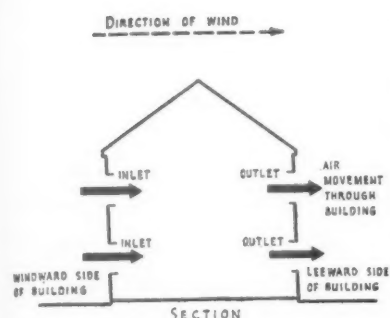 DIRECTION OF WIND
INLET
OUTLET
AIR
MOVEMENT
THROUGH
BUILDING
INLET
OUTLET
WINDWARD SIDE
OF BUILDING
LEEWARD SIDE
OF BUILDING
SECTION